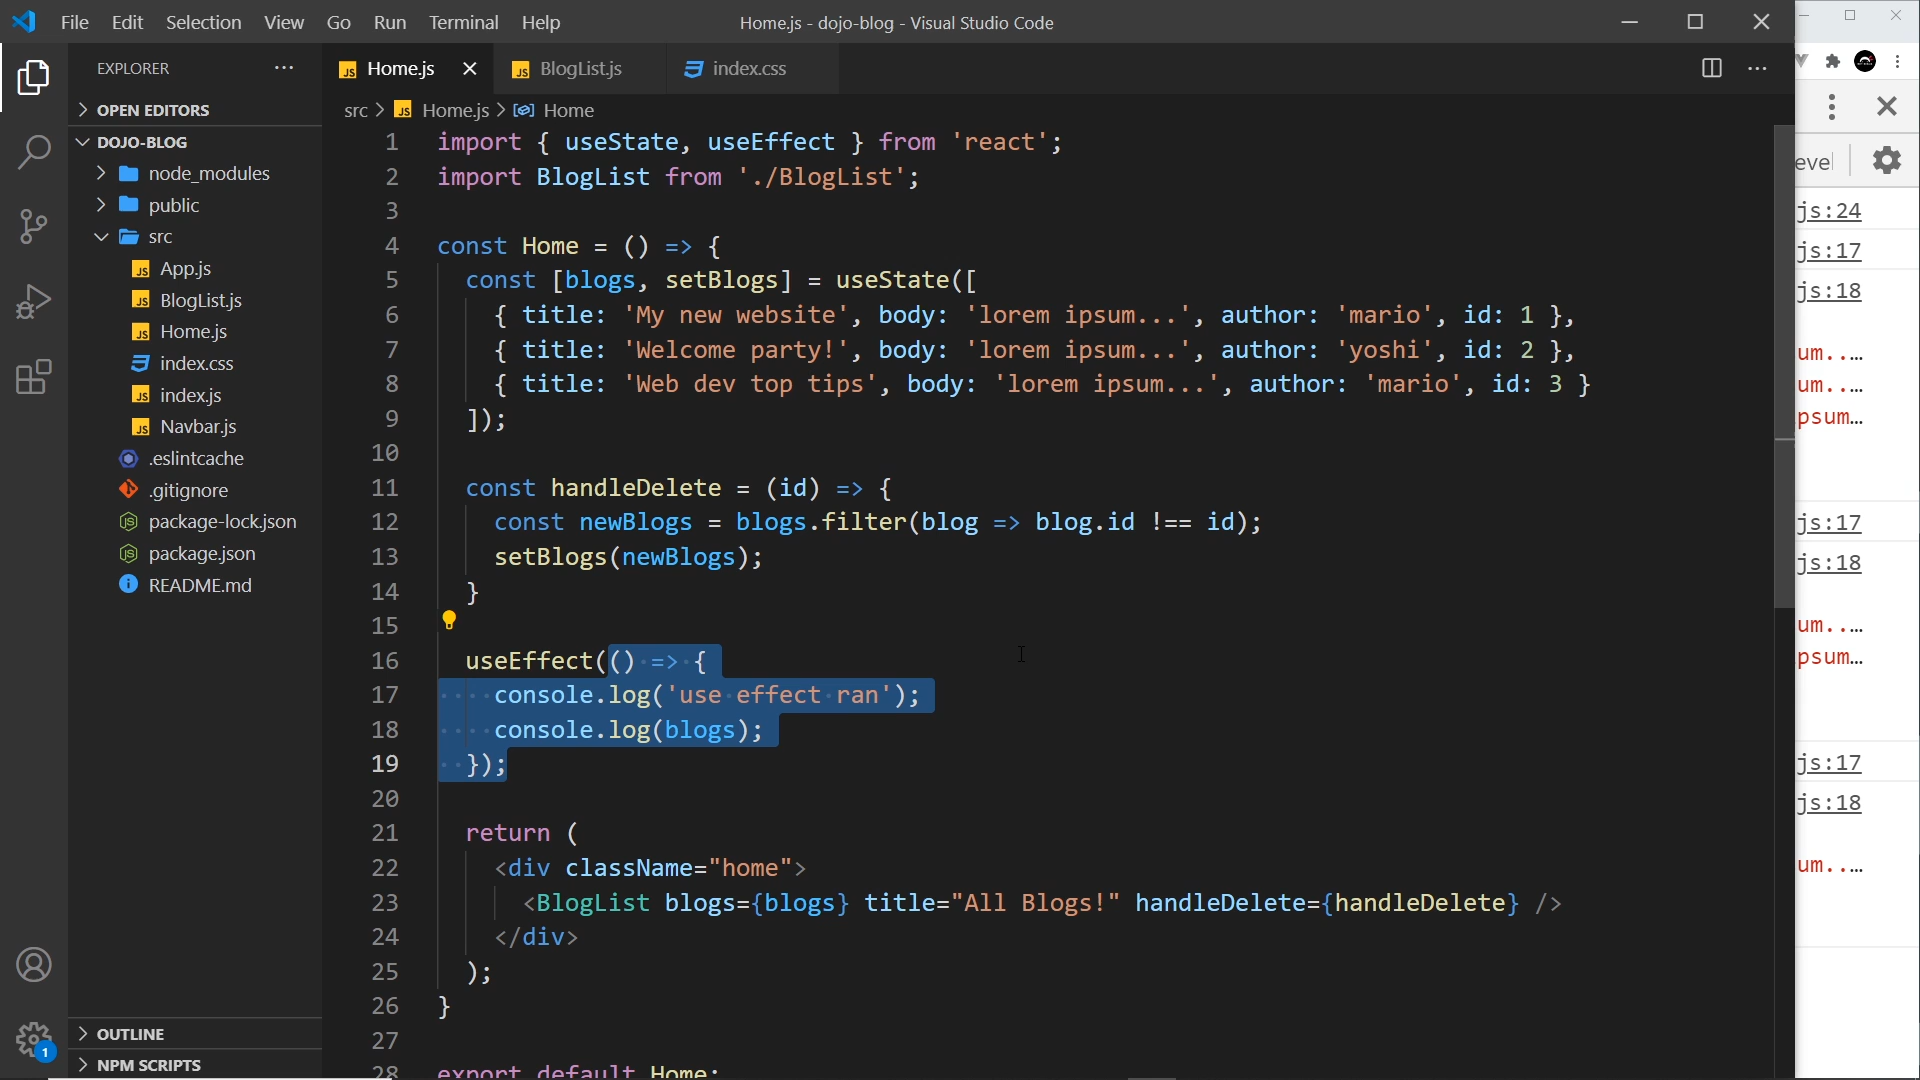 File Edit Selection View Go Run Terminal Help
Home.js - dojo-blog - Visual Studio Code
EXPLORER
OPEN EDITORS
DOJO-BLOG
node_modules
public
src
App.js
BlogList.js
Home.js
index.css
index.js
Navbar.js
.eslintcache
.gitignore
package-lock.json
package.json
README.md
OUTLINE
NPM SCRIPTS
1
Home.js BlogList.js index.css
src > Home.js > Home
1 import { useState, useEffect } from 'react';
2 import BlogList from './BlogList';
3
4 const Home = () => {
5 const [blogs, setBlogs] = useState([
6 { title: 'My new website', body: 'lorem ipsum...', author: 'mario', id: 1 },
7 { title: 'Welcome party!', body: 'lorem ipsum...', author: 'yoshi', id: 2 },
8 { title: 'Web dev top tips', body: 'lorem ipsum...', author: 'mario', id: 3 }
9 ]);
10
11 const handleDelete = (id) => {
12 const newBlogs = blogs.filter(blog => blog.id !== id);
13 setBlogs(newBlogs);
14 }
15
16 useEffect(() => {
17 console.log('use effect ran');
18 console.log(blogs);
19 });
20
21 return (
22 <div className="home">
23 <BlogList blogs={blogs} title="All Blogs!" handleDelete={handleDelete} />
24 </div>
25 );
26 }
27
28 export default Home;
eve
js:24
js:17
js:18
um..…
um..…
psum…
js:17
js:18
um..…
psum…
js:17
js:18
um..…